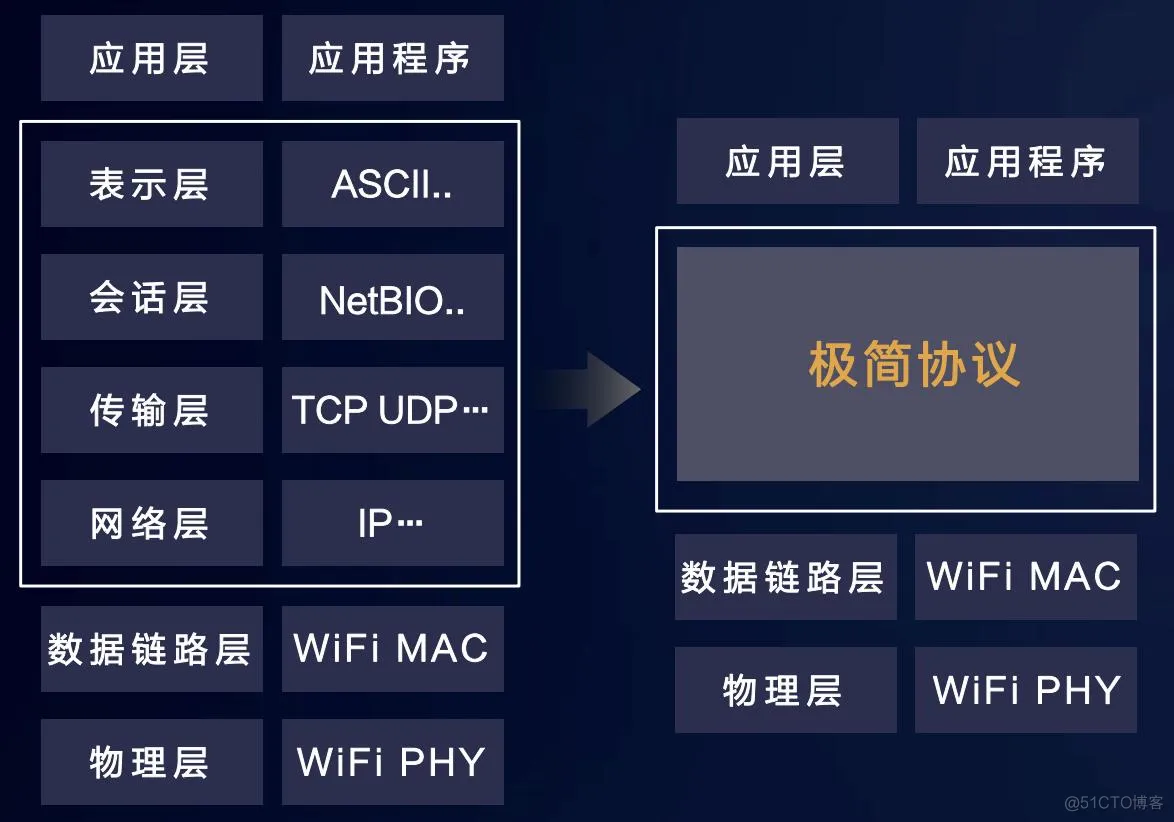 应用层 应用程序
表示层 ASCII..
会话层 NetBIO..
传输层 TCP UDP…
网络层 IP…
数据链路层 WiFi MAC
物理层 WiFi PHY
应用层 应用程序
极简协议
数据链路层 WiFi MAC
物理层 WiFi PHY
@51CTO博客